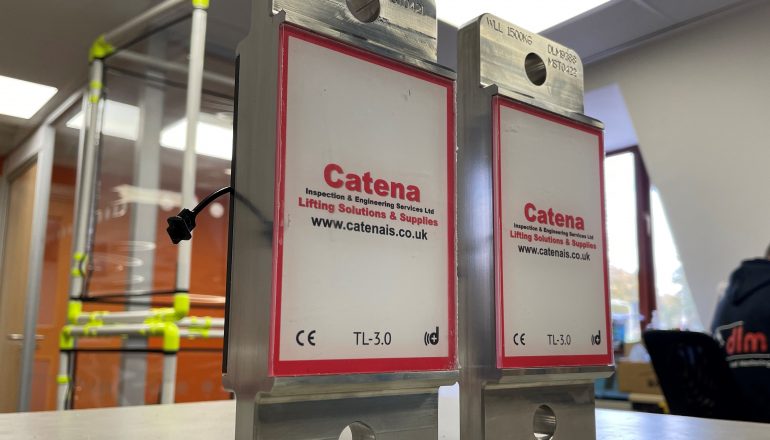 Catena
Inspection & Engineering Services Ltd
Lifting Solutions & Supplies
www.catenais.co.uk
CE TL-3.0
WLL 1500KG
DLM9366
Catena
Inspection & Engineering Services Ltd
Lifting Solutions & Supplies
www.catenais.co.uk
CE TL-3.0
dlm